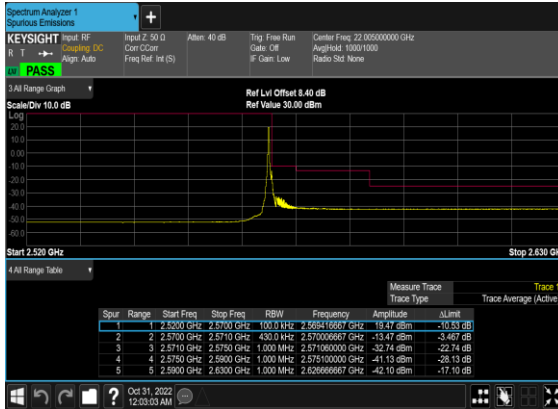 Spectrum Analyzer 1
Spurious Emissions
KEYSIGHT Input: RF Input Z: 50 Ω Atten: 40 dB Trig: Free Run Center Freq: 22.005000000 GHz
R T Coupling: DC Corr CCorr Gate: Off Avg|Hold: 1000/1000
Align: Auto Freq Ref: Int (S) IF Gain: Low Radio Std: None
PASS
3 All Range Graph
Ref Lvl Offset 8.40 dB
Scale/Div 10.0 dB Ref Value 30.00 dBm
Log
20.0
10.0
0.00
-10.0
-20.0
-30.0
-40.0
-50.0
-60.0
Start 2.520 GHz Stop 2.630 GH
4 All Range Table
Measure Trace Trace 1
Trace Type Trace Average (Active
Spur Range Start Freq Stop Freq RBW Frequency Amplitude ΔLimit
1 1 2.5200 GHz 2.5700 GHz 100.0 kHz 2.569416667 GHz 19.47 dBm -10.53 dB
2 2 2.5700 GHz 2.5710 GHz 430.0 kHz 2.570006667 GHz -13.47 dBm -3.467 dB
3 3 2.5710 GHz 2.5750 GHz 1.000 MHz 2.571060000 GHz -32.74 dBm -22.74 dB
4 4 2.5750 GHz 2.5900 GHz 1.000 MHz 2.575100000 GHz -41.13 dBm -28.13 dB
5 5 2.5900 GHz 2.6300 GHz 1.000 MHz 2.626666667 GHz -42.10 dBm -17.10 dB
Oct 31, 2022
12:03:03 AM